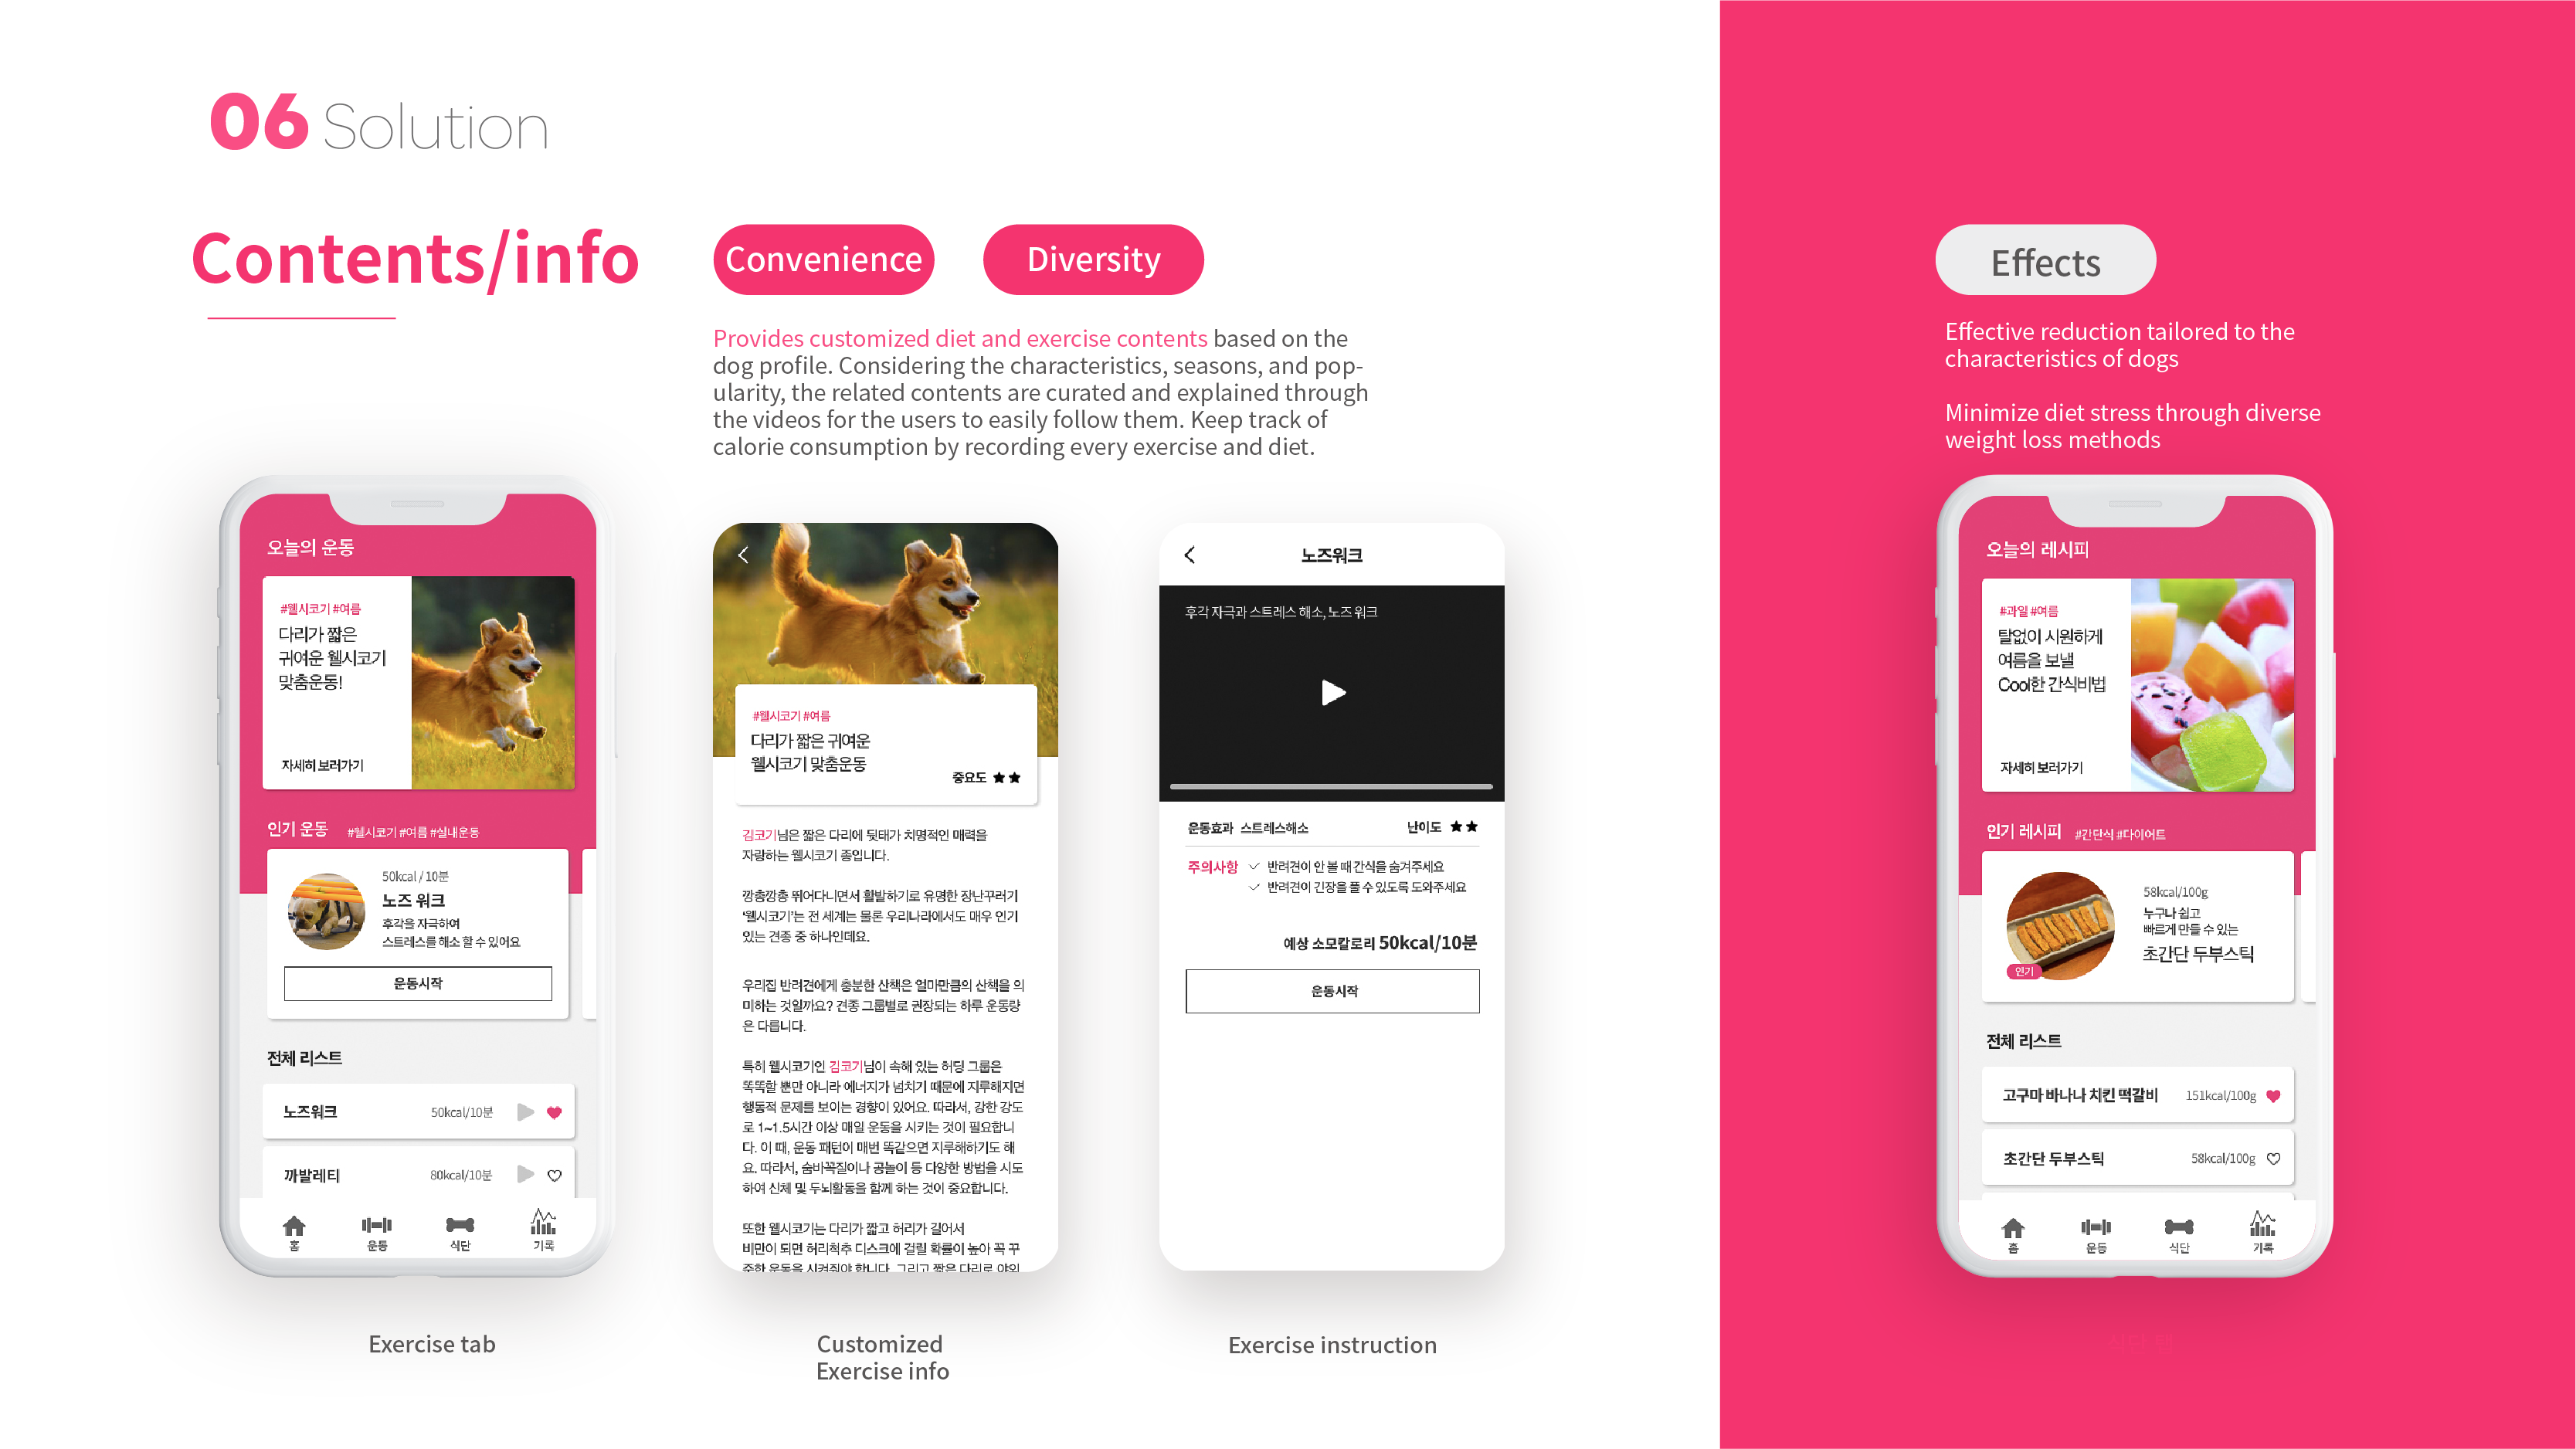 06 Solution
Contents/info
Convenience
Diversity
Provides customized diet and exercise contents based on the
dog profile. Considering the characteristics, seasons, and pop-
ularity, the related contents are curated and explained through
the videos for the users to easily follow them. Keep track of
calorie consumption by recording every exercise and diet.
오늘의 운동
#웰시코기 #여름
다리가 짧은
귀여운 웰시코기
맞춤운동!
자세히 보러가기
인기 운동 #웰시코기 #여름 #실내운동
50kcal / 10분
노즈 워크
후각을 자극하여
스트레스를 해소 할 수 있어요
운동시작
전체 리스트
노즈워크 50kcal/10분
까발레티 80kcal/10분
홈 운동 식단 기록
Exercise tab
#웰시코기 #여름
다리가 짧은 귀여운
웰시코기 맞춤운동
중요도 ★★
김코기님은 짧은 다리에 뒷태가 치명적인 매력을
자랑하는 웰시코기 종입니다.
깡총깡총 뛰어다니면서 활발하기로 유명한 장난꾸러기
'웰시코기'는 전 세계는 물론 우리나라에서도 매우 인기
있는 견종 중 하나인데요.
우리집 반려견에게 충분한 산책은 얼마만큼의 산책을 의
미하는 것일까요? 견종 그룹별로 권장되는 하루 운동량
은 다릅니다.
특히 웰시코기인 김코기님이 속해 있는 허딩 그룹은
똑똑할 뿐만 아니라 에너지가 넘치기 때문에 지루해지면
행동적 문제를 보이는 경향이 있어요. 따라서, 강한 강도
로 1~1.5시간 이상 매일 운동을 시키는 것이 필요합니
다. 이 때, 운동 패턴이 매번 똑같으면 지루해하기도 해
요. 따라서, 숨바꼭질이나 공놀이 등 다양한 방법을 시도
하여 신체 및 두뇌활동을 함께 하는 것이 중요합니다.
또한 웰시코기는 다리가 짧고 허리가 길어서
비만이 되면 허리척추 디스크에 걸릴 확률이 높아 꼭 꾸
준한 운동을 시켜줘야 합니다. 그리고 짧은 다리로 야외
Customized
Exercise info
노즈워크
후각 자극과 스트레스 해소, 노즈 워크
운동효과 스트레스해소 난이도 ★★
주의사항 ✓ 반려견이 안 볼 때 간식을 숨겨주세요
✓ 반려견이 긴장을 풀 수 있도록 도와주세요
예상 소모칼로리 50kcal/10분
운동시작
Exercise instruction
Effects
Effective reduction tailored to the
characteristics of dogs
Minimize diet stress through diverse
weight loss methods
오늘의 레시피
#과일 #여름
탈없이 시원하게
여름을 보낼
Cool한 간식비법
자세히 보러가기
인기 레시피 #간단식 #다이어트
58kcal/100g
누구나 쉽고
빠르게 만들 수 있는
초간단 두부스틱
인기
전체 리스트
고구마 바나나 치킨 떡갈비 151kcal/100g
초간단 두부스틱 58kcal/100g
홈 운동 식단 기록